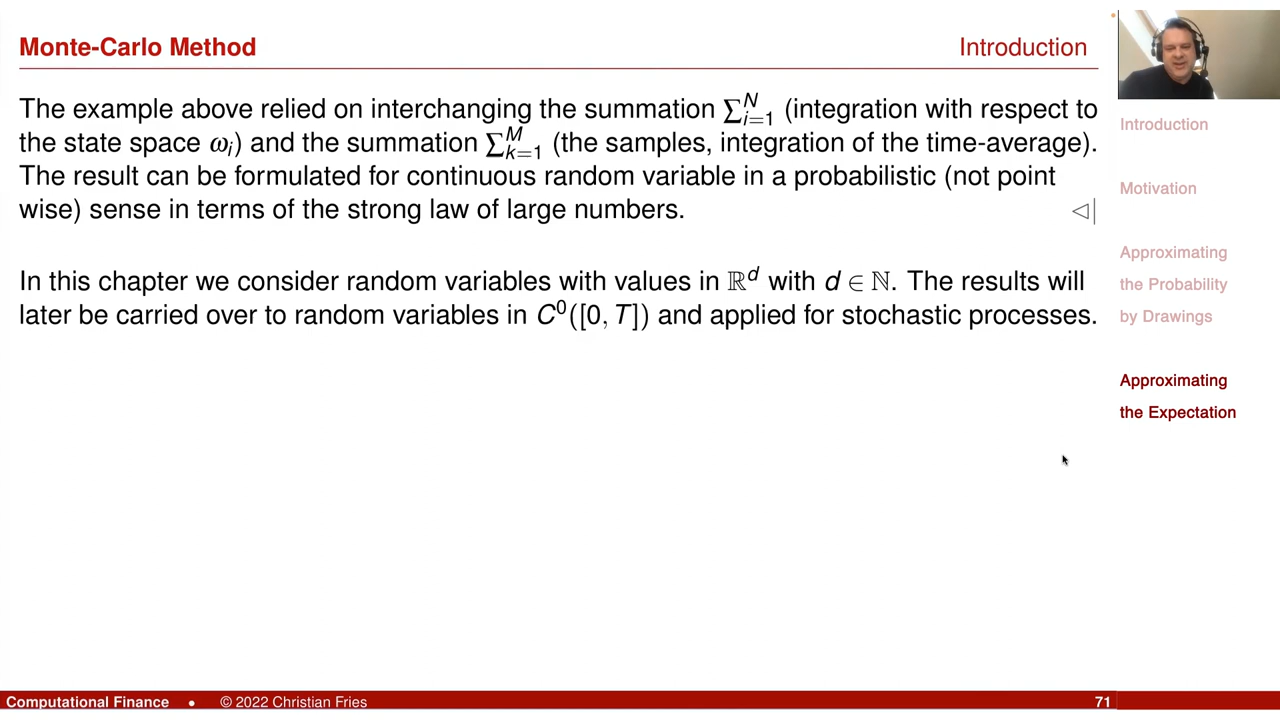 Monte-Carlo Method
Introduction
The example above relied on interchanging the summation ∑ᵢ₌₁ᴺ (integration with respect to
the state space ωᵢ) and the summation ∑ₖ₌₁ᴹ (the samples, integration of the time-average).
The result can be formulated for continuous random variable in a probabilistic (not point
wise) sense in terms of the strong law of large numbers. ◁|
In this chapter we consider random variables with values in ℝᵈ with d ∈ ℕ. The results will
later be carried over to random variables in C⁰([0, T]) and applied for stochastic processes.
Introduction
Motivation
Approximating
the Probability
by Drawings
Approximating
the Expectation
Computational Finance • © 2022 Christian Fries
71